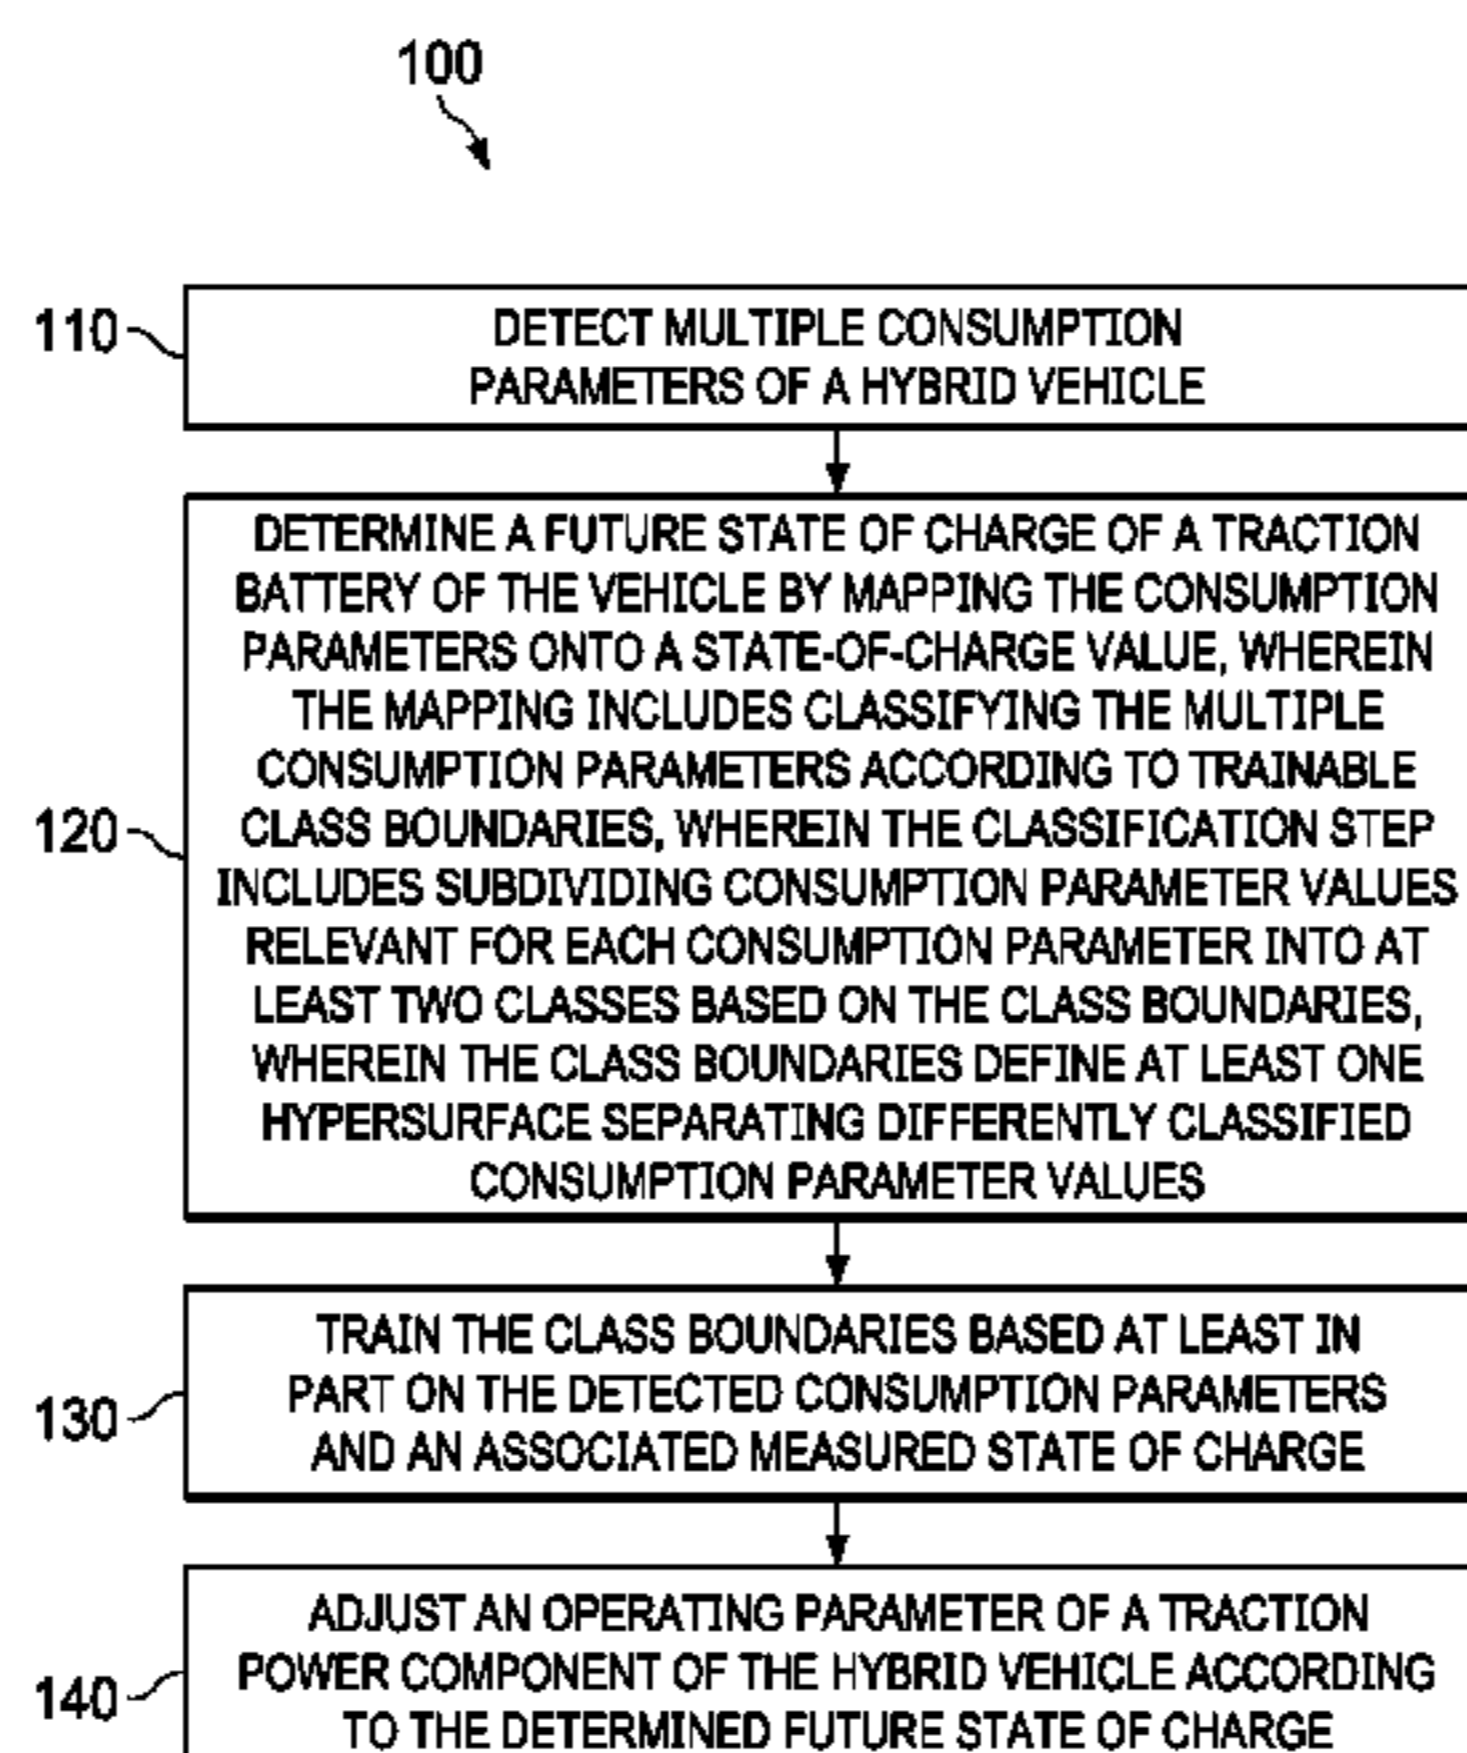 100
110
DETECT MULTIPLE CONSUMPTION
PARAMETERS OF A HYBRID VEHICLE
120
DETERMINE A FUTURE STATE OF CHARGE OF A TRACTION
BATTERY OF THE VEHICLE BY MAPPING THE CONSUMPTION
PARAMETERS ONTO A STATE-OF-CHARGE VALUE, WHEREIN
THE MAPPING INCLUDES CLASSIFYING THE MULTIPLE
CONSUMPTION PARAMETERS ACCORDING TO TRAINABLE
CLASS BOUNDARIES, WHEREIN THE CLASSIFICATION STEP
INCLUDES SUBDIVIDING CONSUMPTION PARAMETER VALUES
RELEVANT FOR EACH CONSUMPTION PARAMETER INTO AT
LEAST TWO CLASSES BASED ON THE CLASS BOUNDARIES,
WHEREIN THE CLASS BOUNDARIES DEFINE AT LEAST ONE
HYPERSURFACE SEPARATING DIFFERENTLY CLASSIFIED
CONSUMPTION PARAMETER VALUES
130
TRAIN THE CLASS BOUNDARIES BASED AT LEAST IN
PART ON THE DETECTED CONSUMPTION PARAMETERS
AND AN ASSOCIATED MEASURED STATE OF CHARGE
140
ADJUST AN OPERATING PARAMETER OF A TRACTION
POWER COMPONENT OF THE HYBRID VEHICLE ACCORDING
TO THE DETERMINED FUTURE STATE OF CHARGE